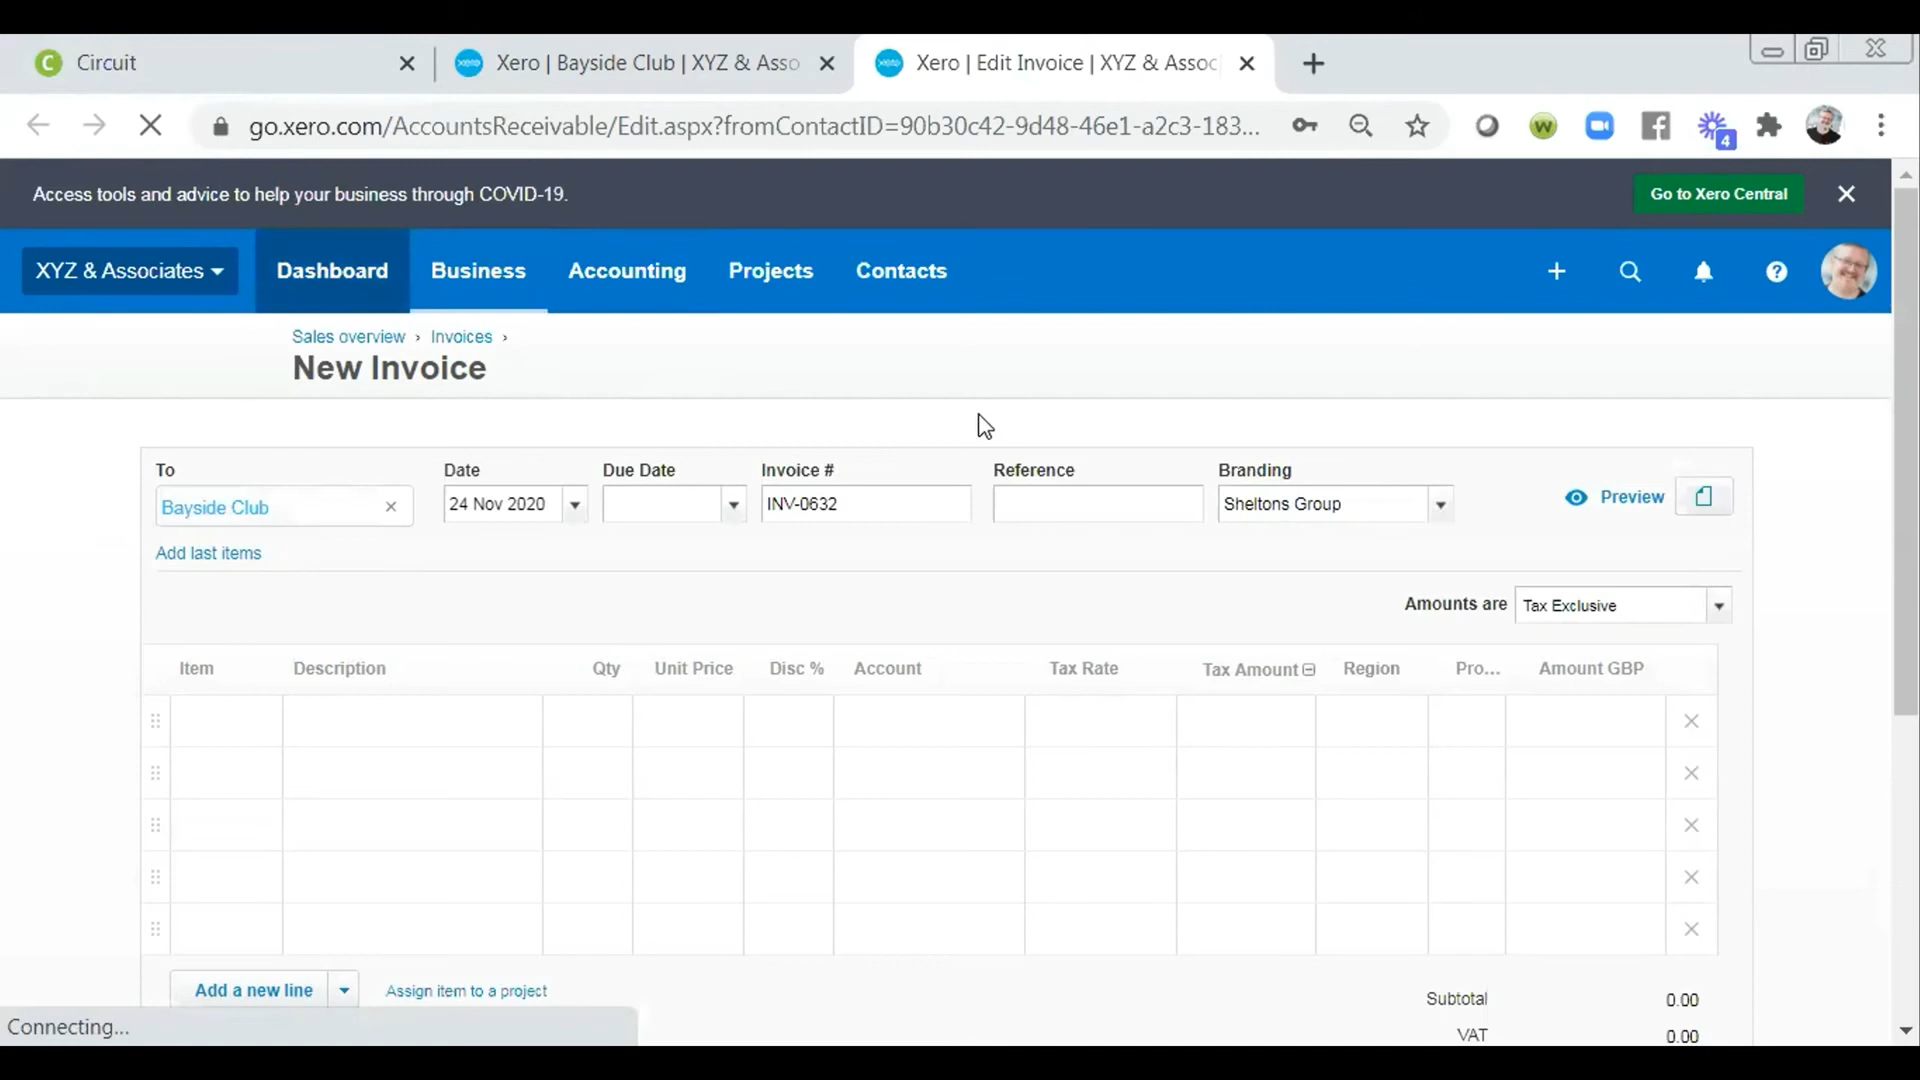 Circuit
Xero | Bayside Club | XYZ & Asso
Xero | Edit Invoice | XYZ & Assoc
go.xero.com/AccountsReceivable/Edit.aspx?fromContactID=90b30c42-9d48-46e1-a2c3-183...
4
Access tools and advice to help your business through COVID-19.
Go to Xero Central
XYZ & Associates Dashboard Business Accounting Projects Contacts
Sales overview › Invoices ›
New Invoice
To Date Due Date Invoice # Reference Branding
Bayside Club 24 Nov 2020 INV-0632 Sheltons Group Preview
Add last items
Amounts are Tax Exclusive
Item Description Qty Unit Price Disc % Account Tax Rate Tax Amount Region Pro... Amount GBP
Add a new line Assign item to a project
Subtotal 0.00
VAT 0.00
Connecting...